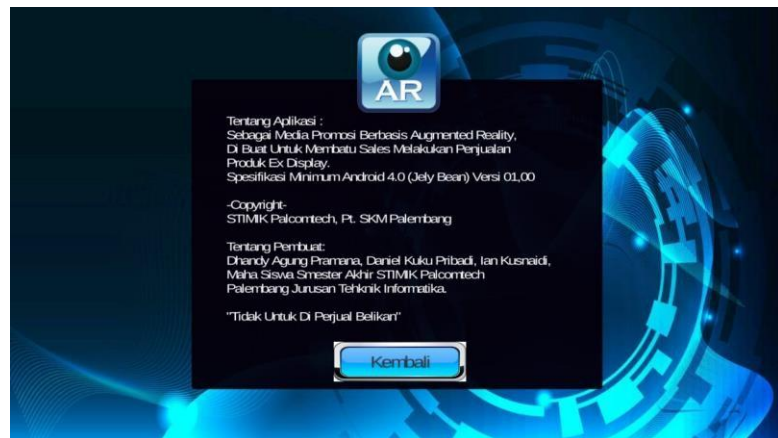 AR
Tentang Aplikasi :
Sebagai Media Promosi Berbasis Augmented Reality,
Di Buat Untuk Membatu Sales Melakukan Penjualan
Produk Ex Display.
Spesifikasi Minimum Android 4.0 (Jely Bean) Versi 01,00
-Copyright-
STIMIK Palcomtech, Pt. SKM Palembang
Tentang Pembuat:
Dhandy Agung Pramana, Daniel Kuku Pribadi, Ian Kusnaidi,
Maha Siswa Smester Akhir STIMIK Palcomtech
Palembang Jurusan Tehknik Informatika.
"Tidak Untuk Di Perjual Belikan"
Kembali